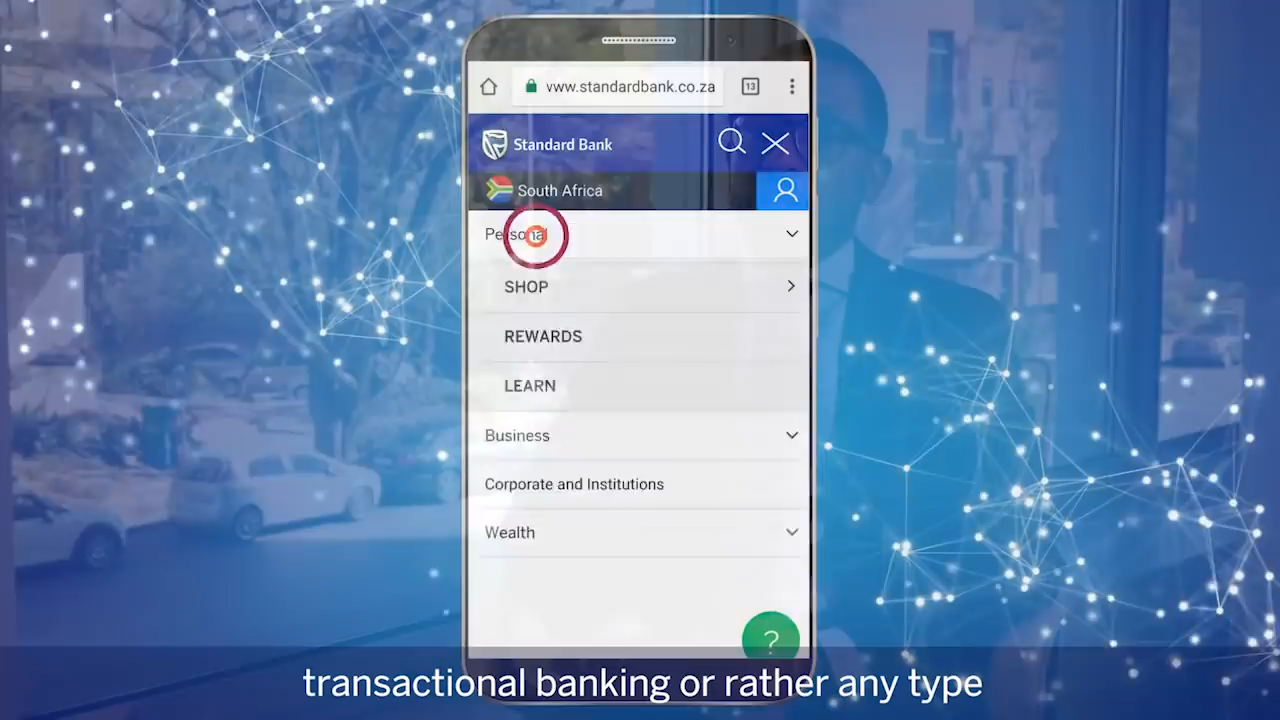 www.standardbank.co.za
13
Standard Bank
South Africa
Personal
SHOP
REWARDS
LEARN
Business
Corporate and Institutions
Wealth
?
transactional banking or rather any type